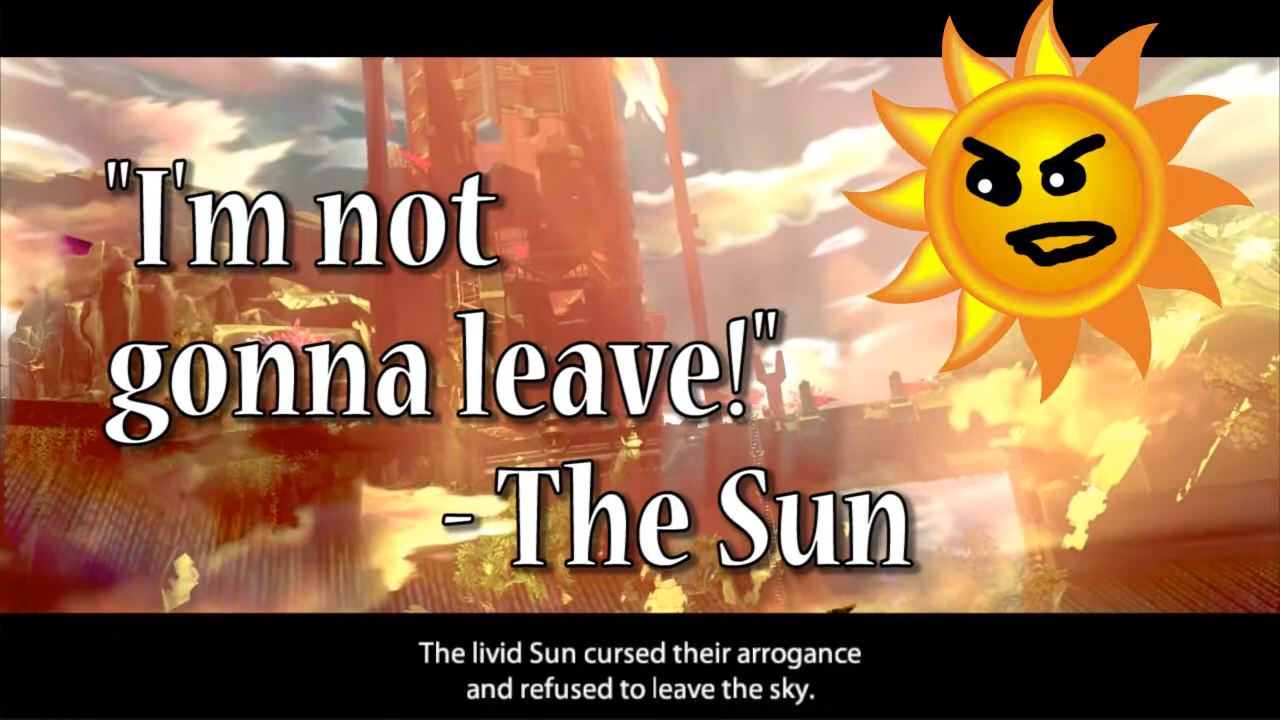 "I'm not
gonna leave!"
- The Sun
The livid Sun cursed their arrogance
and refused to leave the sky.